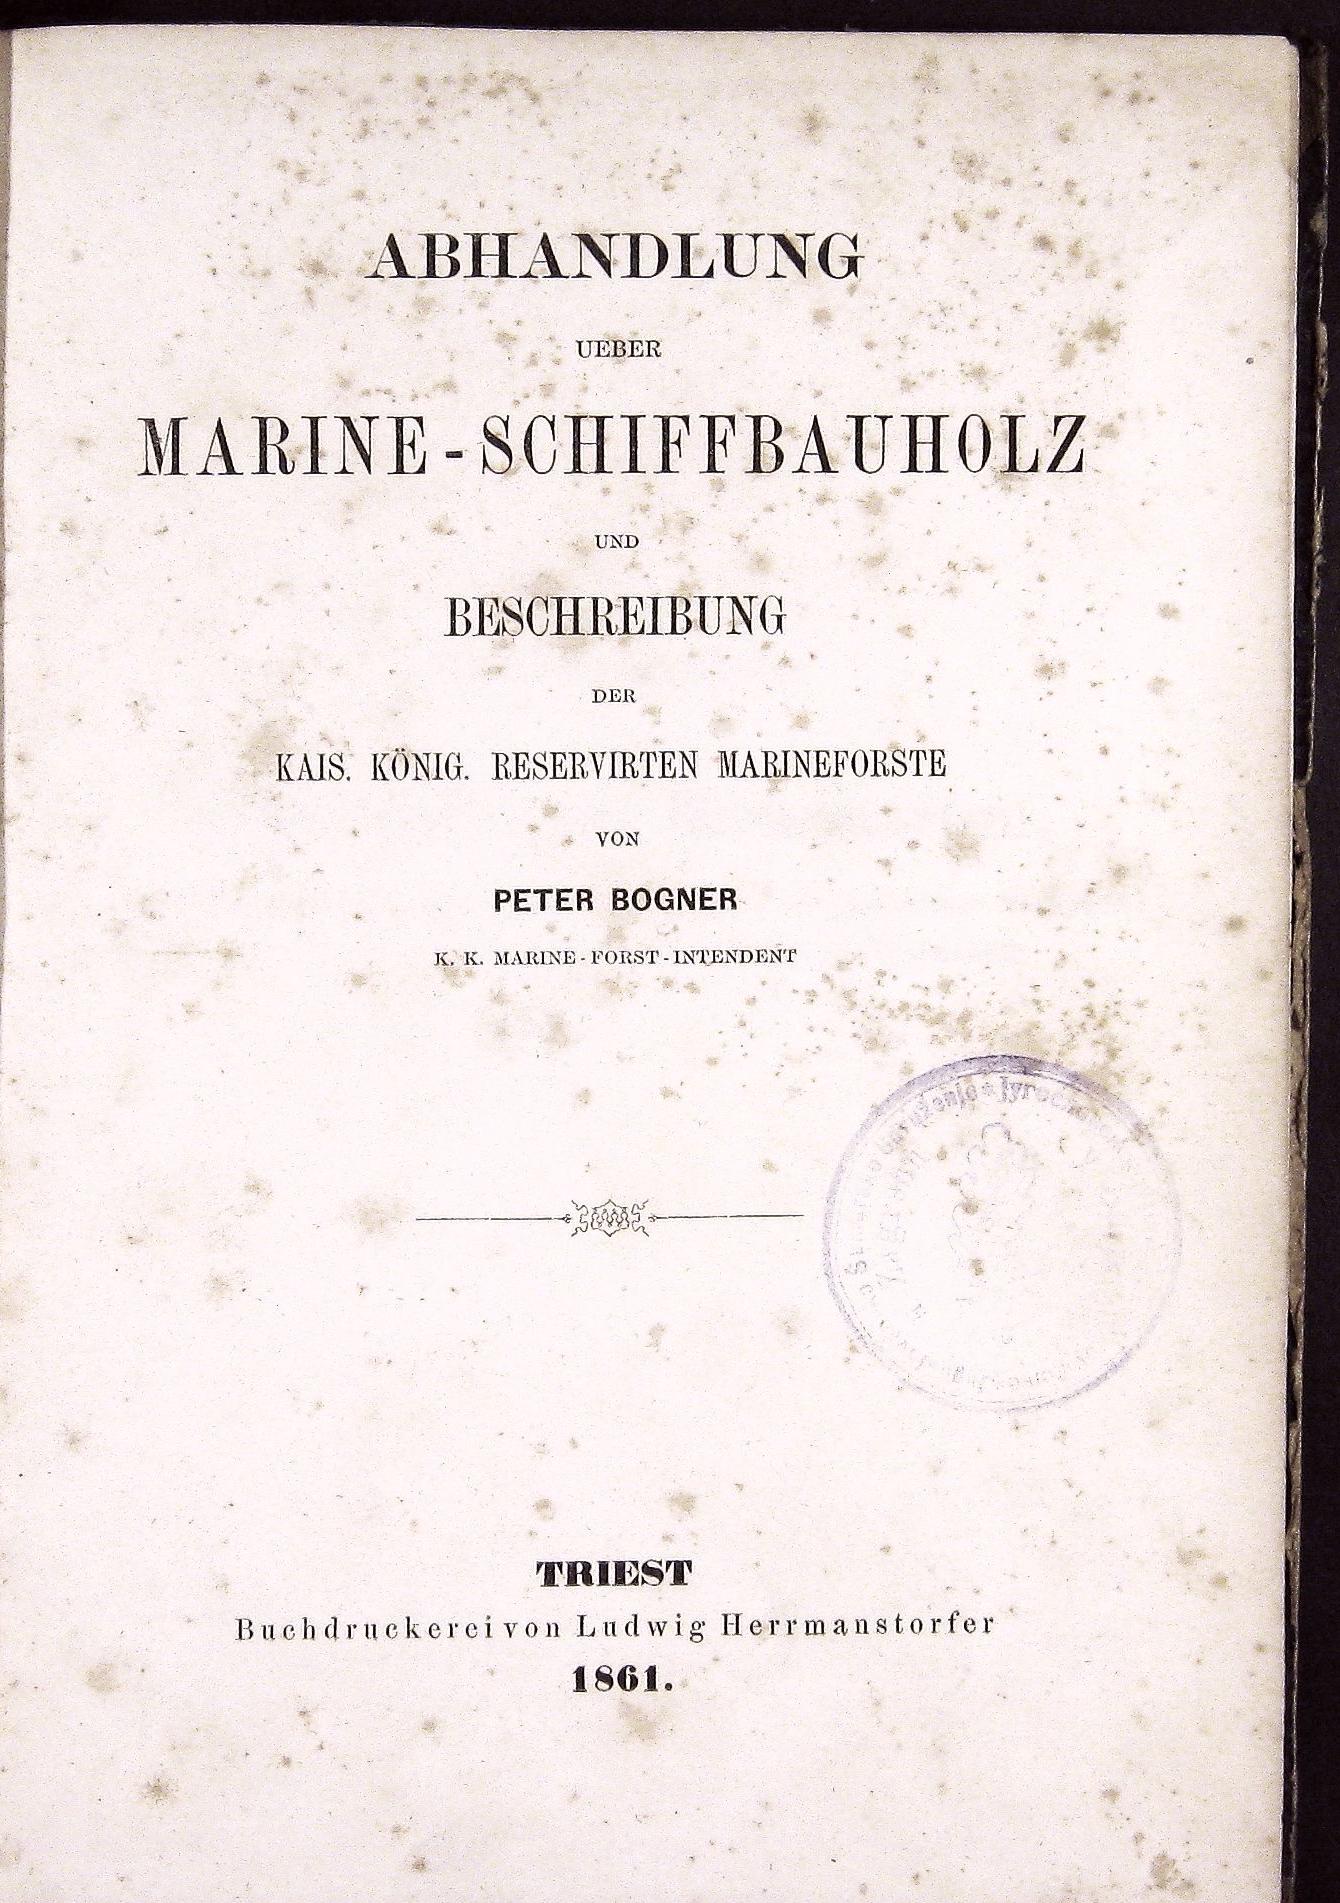 ABHANDLUNG
UEBER
MARINE-SCHIFFBAUHOLZ
UND
BESCHREIBUNG
DER
KAIS. KÖNIG. RESERVIRTEN MARINEFORSTE
VON
PETER BOGNER
K. K. MARINE-FORST-INTENDENT
TRIEST
Buchdruckerei von Ludwig Herrmanstorfer
1861.